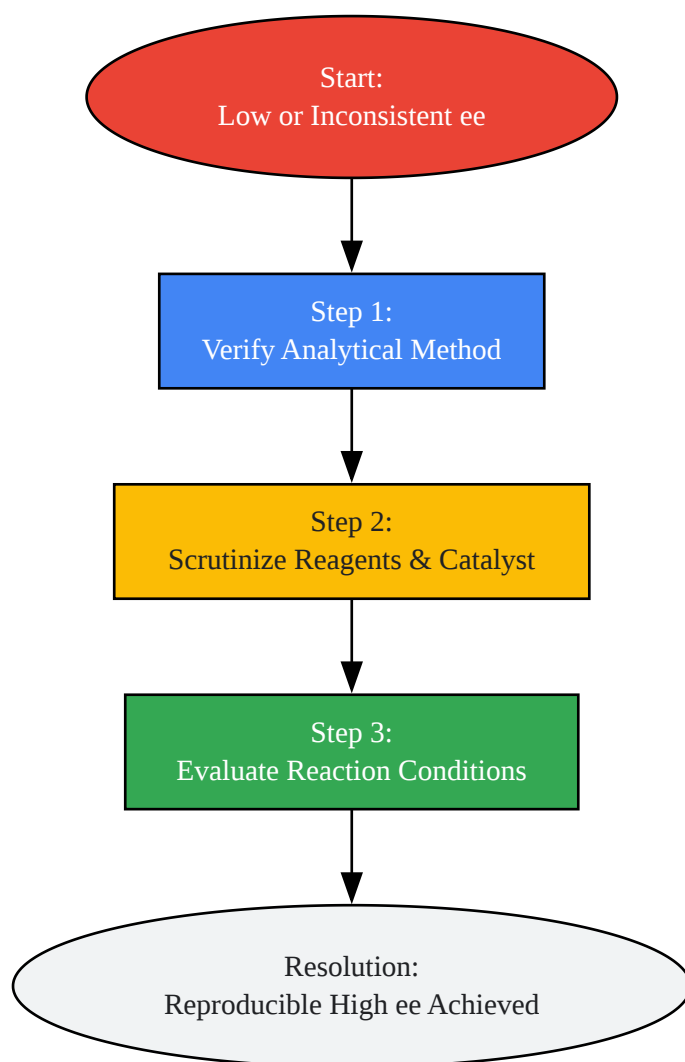 Start:
Low or Inconsistent ee
Step 1:
Verify Analytical Method
Step 2:
Scrutinize Reagents & Catalyst
Step 3:
Evaluate Reaction Conditions
Resolution:
Reproducible High ee Achieved